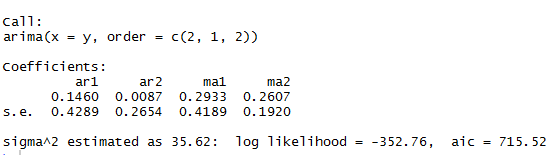 Call:
arima(x = y, order = c(2, 1, 2))
Coefficients:
ar1 ar2 ma1 ma2
0.1460 0.0087 0.2933 0.2607
s.e. 0.4289 0.2654 0.4189 0.1920
sigma^2 estimated as 35.62: log likelihood = -352.76, aic = 715.52